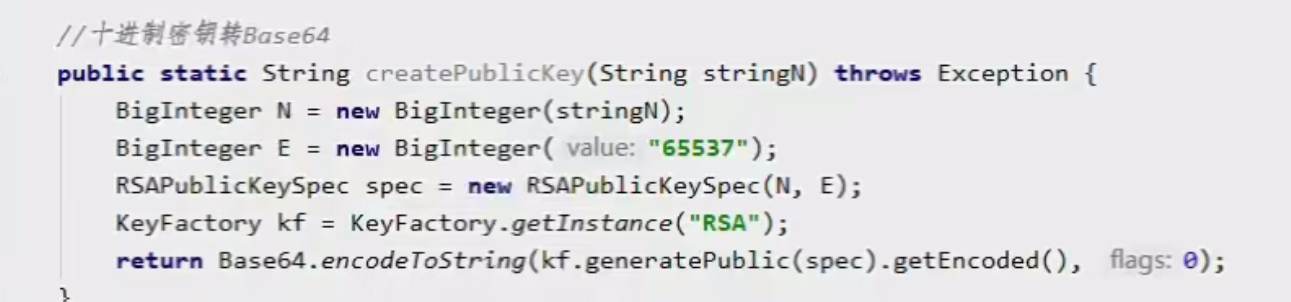 //十进制密钥转Base64
public static String createPublicKey(String stringN) throws Exception {
BigInteger N = new BigInteger(stringN);
BigInteger E = new BigInteger( value: "65537");
RSAPublicKeySpec spec = new RSAPublicKeySpec(N, E);
KeyFactory kf = KeyFactory.getInstance("RSA");
return Base64.encodeToString(kf.generatePublic(spec).getEncoded(), flags: 0);
}